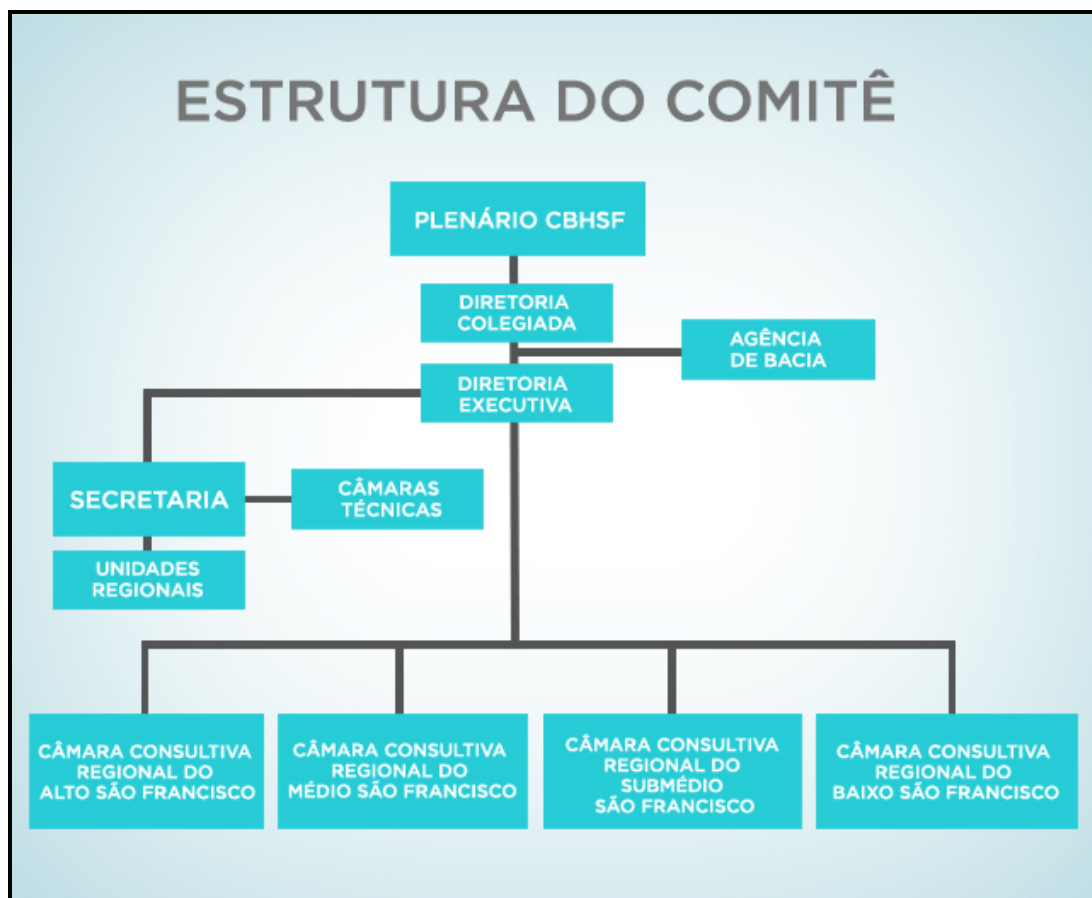 ESTRUTURA DO COMITÊ
PLENÁRIO CBHSF
DIRETORIA
COLEGIADA
AGÊNCIA
DE BACIA
DIRETORIA
EXECUTIVA
SECRETARIA
CÂMARAS
TÉCNICAS
UNIDADES
REGIONAIS
CÂMARA CONSULTIVA
REGIONAL DO
ALTO SÃO FRANCISCO
CÂMARA CONSULTIVA
REGIONAL DO
MÉDIO SÃO FRANCISCO
CÂMARA CONSULTIVA
REGIONAL DO
SUBMÉDIO
SÃO FRANCISCO
CÂMARA CONSULTIVA
REGIONAL DO
BAIXO SÃO FRANCISCO